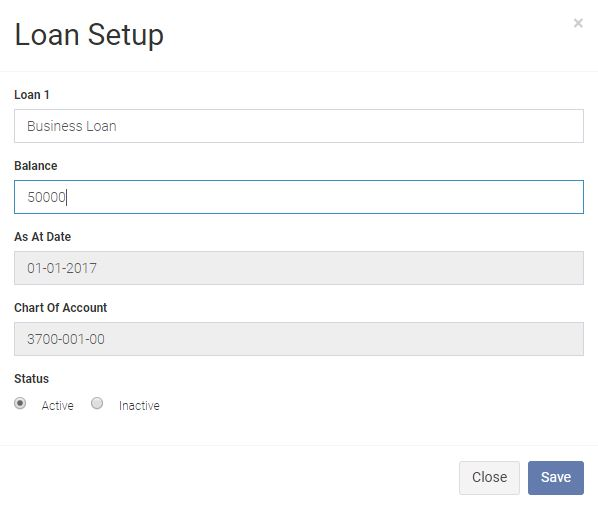 Loan Setup
×
Loan 1
Business Loan
Balance
50000
As At Date
01-01-2017
Chart Of Account
3700-001-00
Status
Active Inactive
Close Save